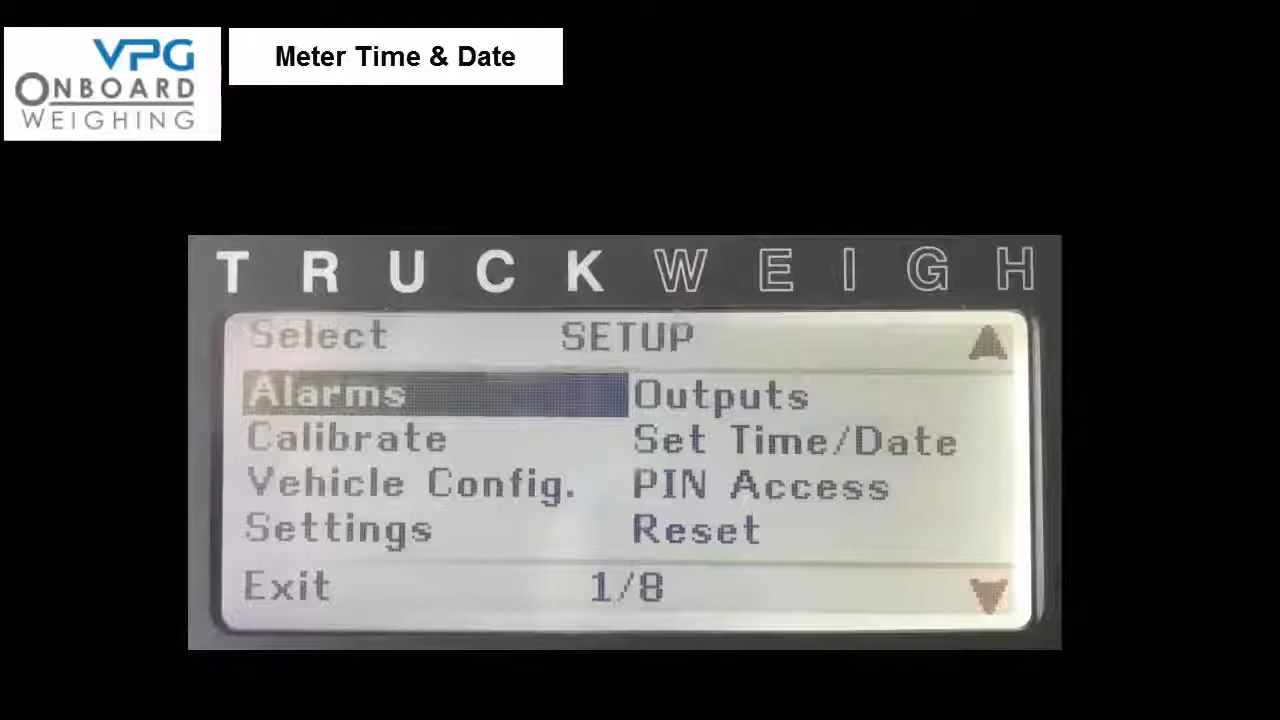 VPG
ONBOARD
WEIGHING
Meter Time & Date
TRUCKWEIGH
Select SETUP
Alarms Outputs
Calibrate Set Time/Date
Vehicle Config. PIN Access
Settings Reset
Exit 1/8